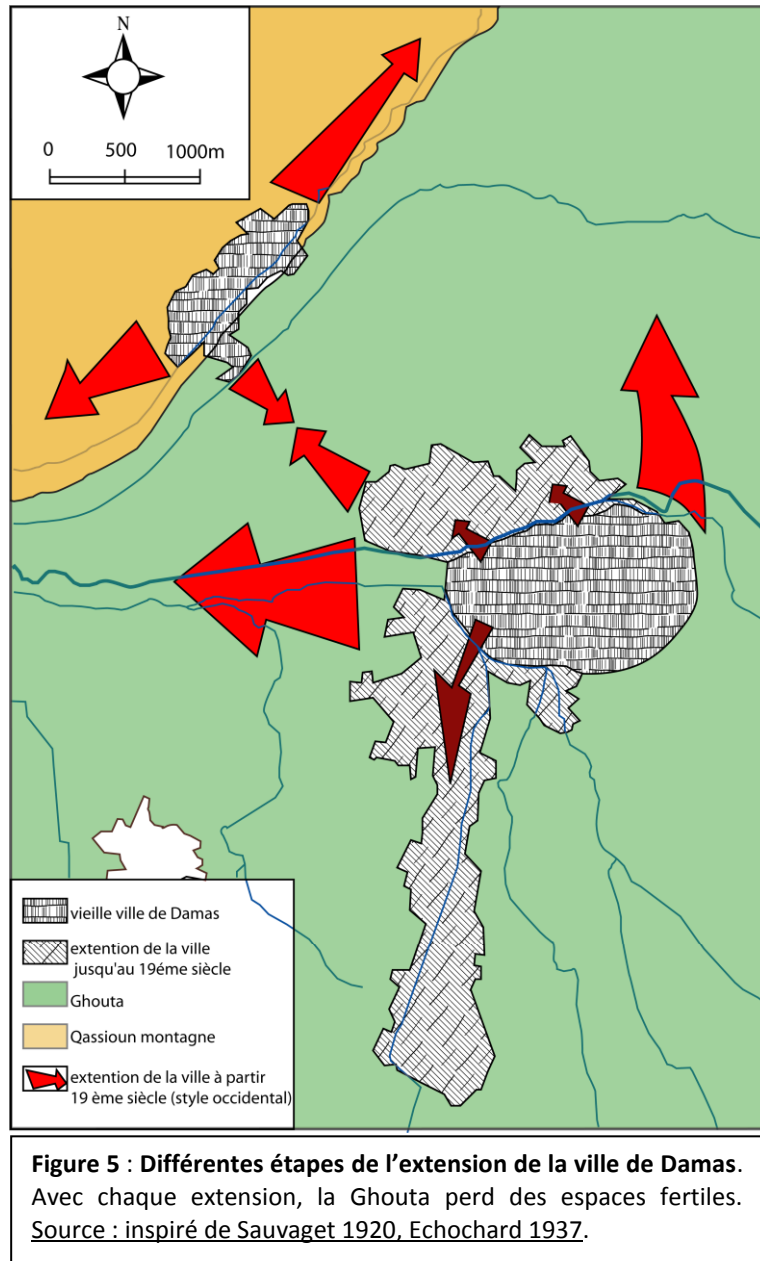 N
0 500 1000m
vieille ville de Damas
extention de la ville
jusqu'au 19éme siècle
Ghouta
Qassioun montagne
extention de la ville à partir
19 ème siècle (style occidental)
Figure 5 : Différentes étapes de l'extension de la ville de Damas.
Avec chaque extension, la Ghouta perd des espaces fertiles.
Source : inspiré de Sauvaget 1920, Echochard 1937.